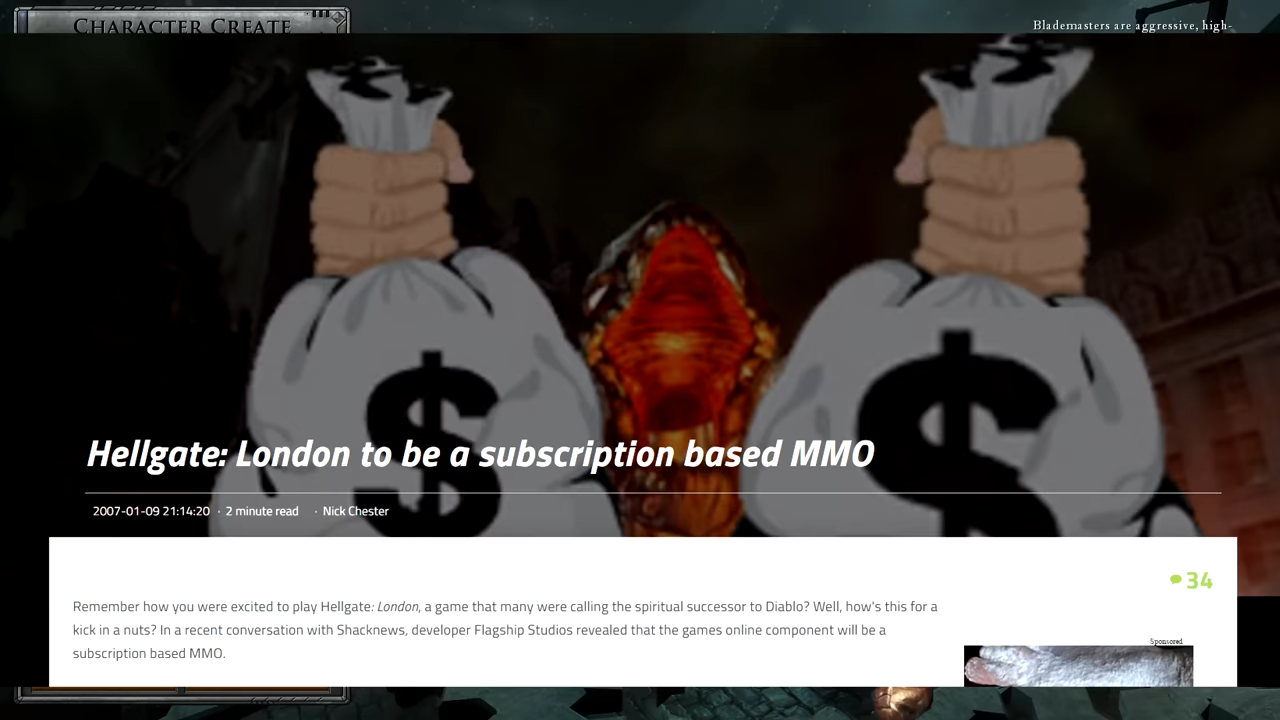 CHARACTER CREATE
Blademasters are aggressive, high-
$ $
Hellgate: London to be a subscription based MMO
2007-01-09 21:14:20 · 2 minute read · Nick Chester
34
Remember how you were excited to play Hellgate: London, a game that many were calling the spiritual successor to Diablo? Well, how's this for a
kick in a nuts? In a recent conversation with Shacknews, developer Flagship Studios revealed that the games online component will be a
subscription based MMO.
Sponsored